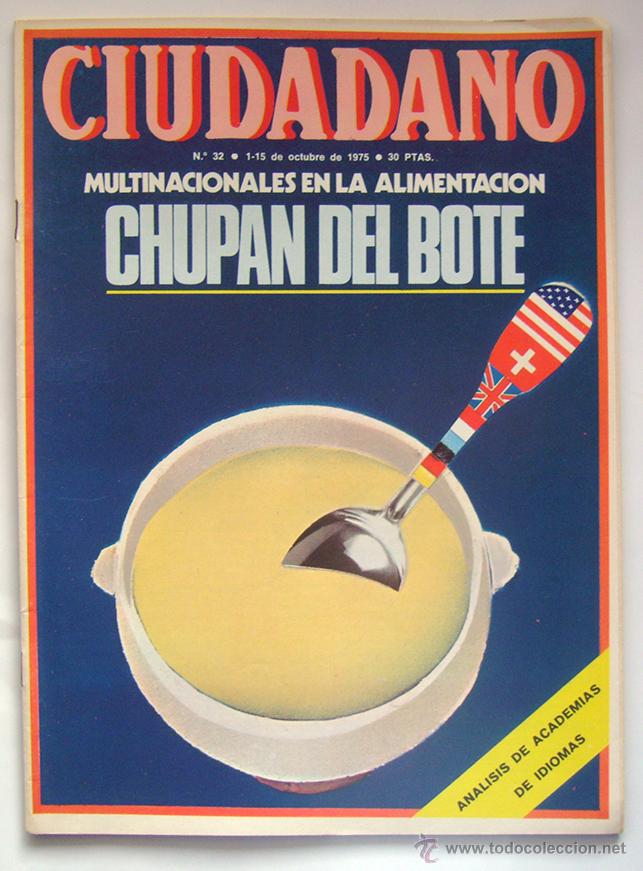 CIUDADANO
N.º 32 • 1-15 de octubre de 1975 • 30 PTAS.
MULTINACIONALES EN LA ALIMENTACION
CHUPAN DEL BOTE
ANALISIS DE ACADEMIAS
DE IDIOMAS
www.todocoleccion.net